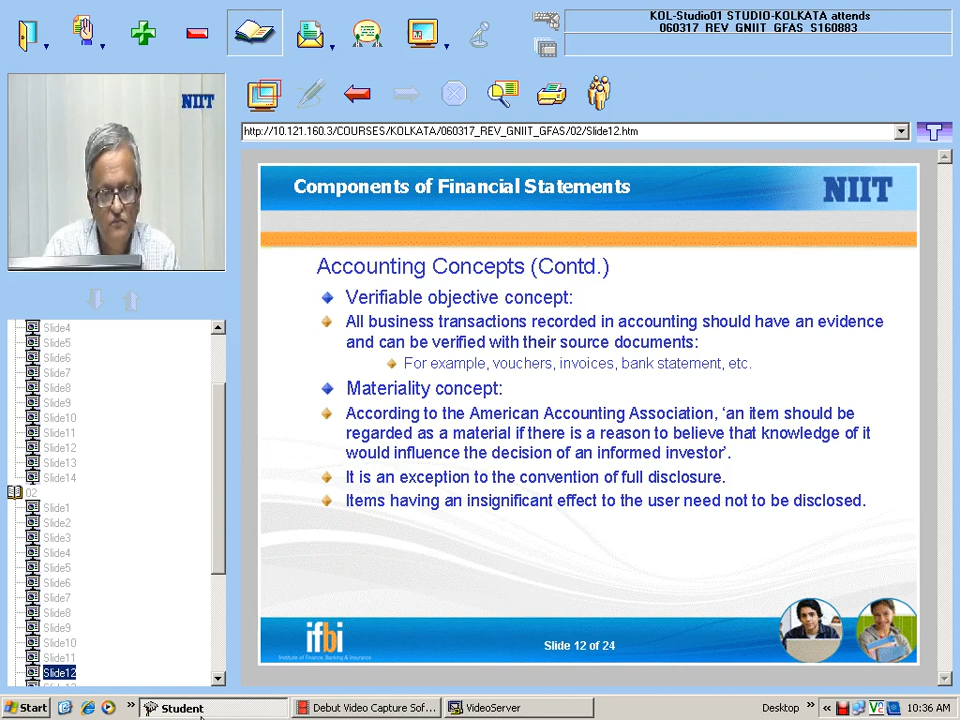 KOL-Studio01 STUDIO-KOLKATA attends
060317_REV_GNIIT_GFAS_S160883
NIIT
http://10.121.160.3/COURSES/KOLKATA/060317_REV_GNIIT_GFAS/02/Slide12.htm
T
Components of Financial Statements
NIIT
Accounting Concepts (Contd.)
Verifiable objective concept:
All business transactions recorded in accounting should have an evidence
and can be verified with their source documents:
For example, vouchers, invoices, bank statement, etc.
Materiality concept:
According to the American Accounting Association, ‘an item should be
regarded as a material if there is a reason to believe that knowledge of it
would influence the decision of an informed investor’.
It is an exception to the convention of full disclosure.
Items having an insignificant effect to the user need not to be disclosed.
ifbi
Institute of Finance, Banking & Insurance
Slide 12 of 24
Slide4
Slide5
Slide6
Slide7
Slide8
Slide9
Slide10
Slide11
Slide12
Slide13
Slide14
02
Slide1
Slide2
Slide3
Slide4
Slide5
Slide6
Slide7
Slide8
Slide9
Slide10
Slide11
Slide12
Start
Student
Debut Video Capture Sof...
VideoServer
Desktop
10:36 AM